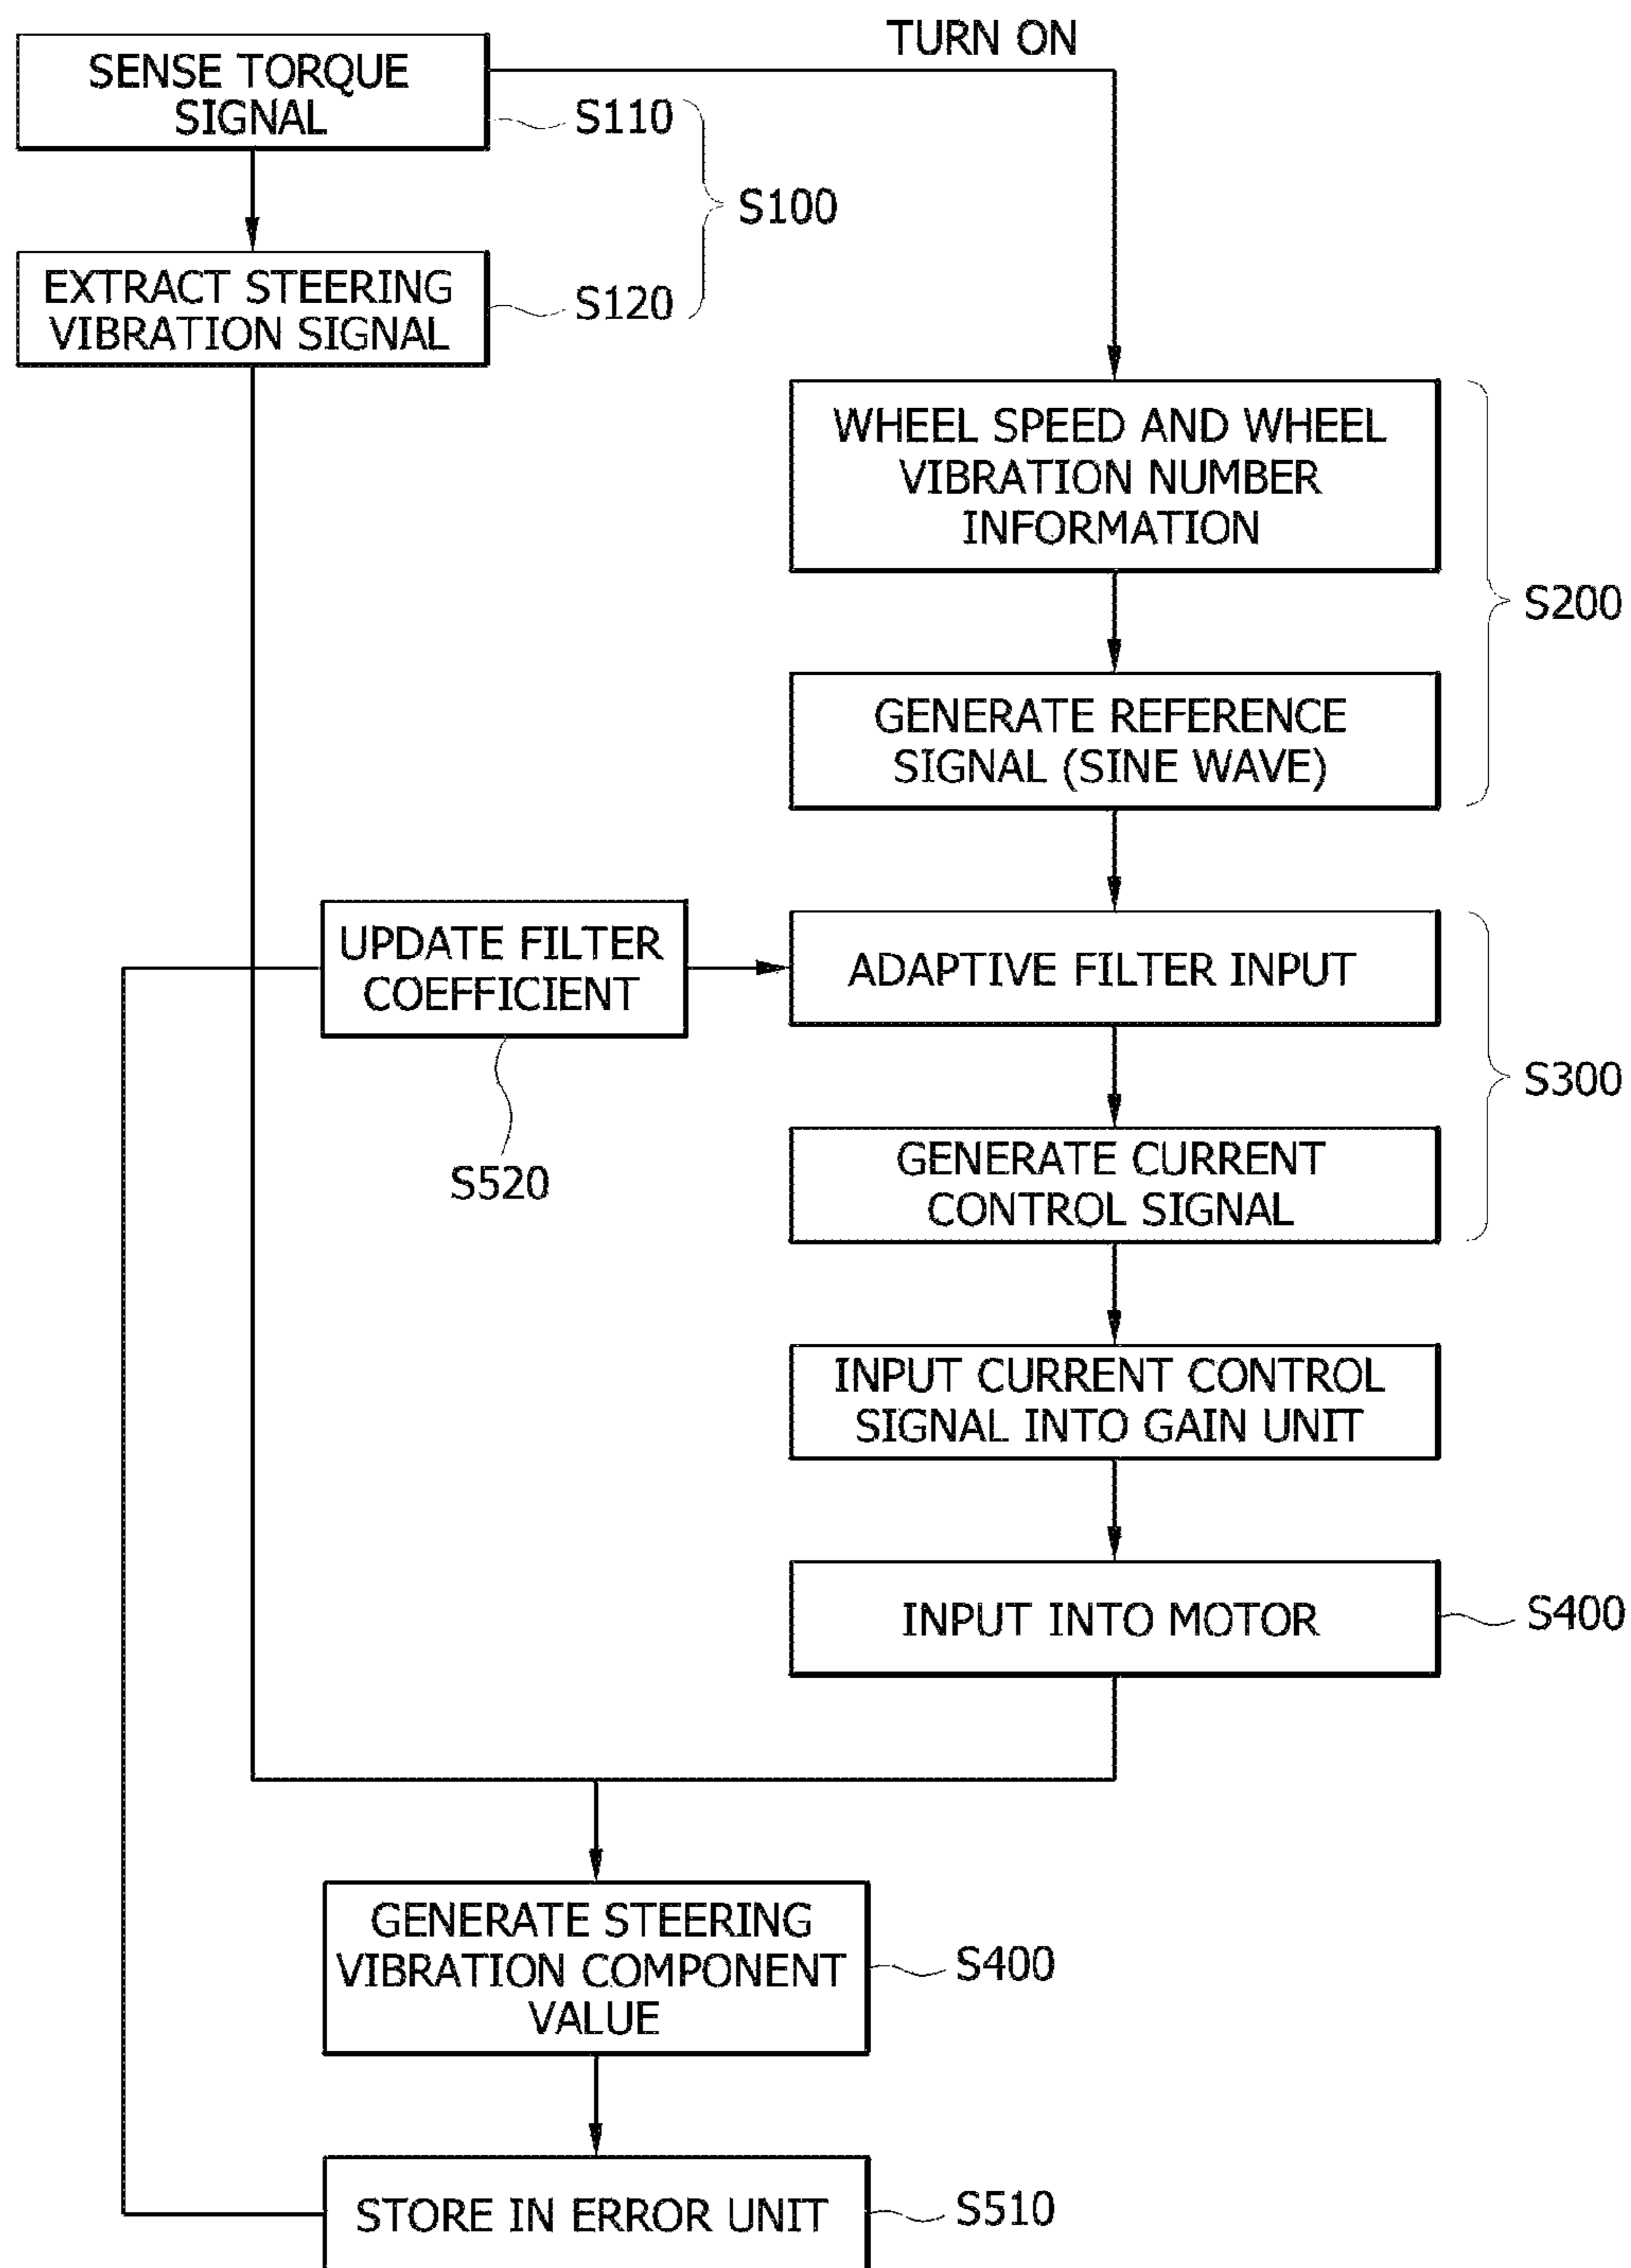 TURN ON
SENSE TORQUE
SIGNAL
S110
S100
EXTRACT STEERING
VIBRATION SIGNAL
S120
WHEEL SPEED AND WHEEL
VIBRATION NUMBER
INFORMATION
S200
GENERATE REFERENCE
SIGNAL (SINE WAVE)
UPDATE FILTER
COEFFICIENT
S520
ADAPTIVE FILTER INPUT
S300
GENERATE CURRENT
CONTROL SIGNAL
INPUT CURRENT CONTROL
SIGNAL INTO GAIN UNIT
INPUT INTO MOTOR
S400
GENERATE STEERING
VIBRATION COMPONENT
VALUE
S400
STORE IN ERROR UNIT
S510